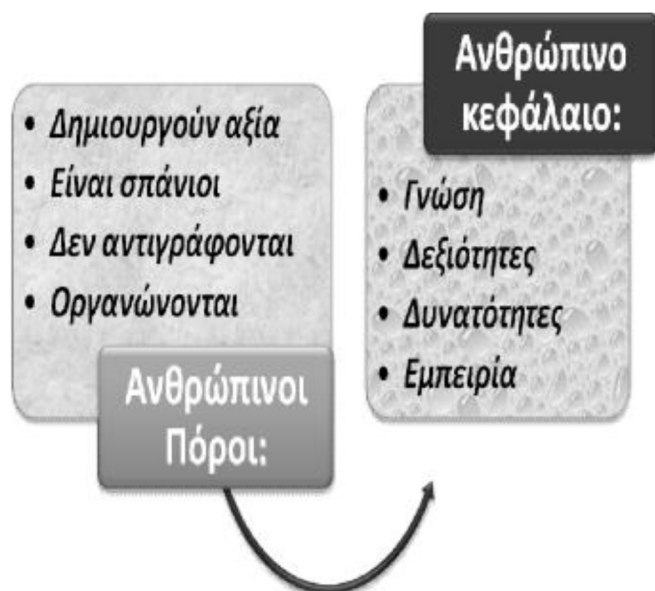 • Δημιουργούν αξία
• Είναι σπάνιοι
• Δεν αντιγράφονται
• Οργανώνονται
Ανθρώπινοι
Πόροι:
Ανθρώπινο
κεφάλαιο:
• Γνώση
• Δεξιότητες
• Δυνατότητες
• Εμπειρία